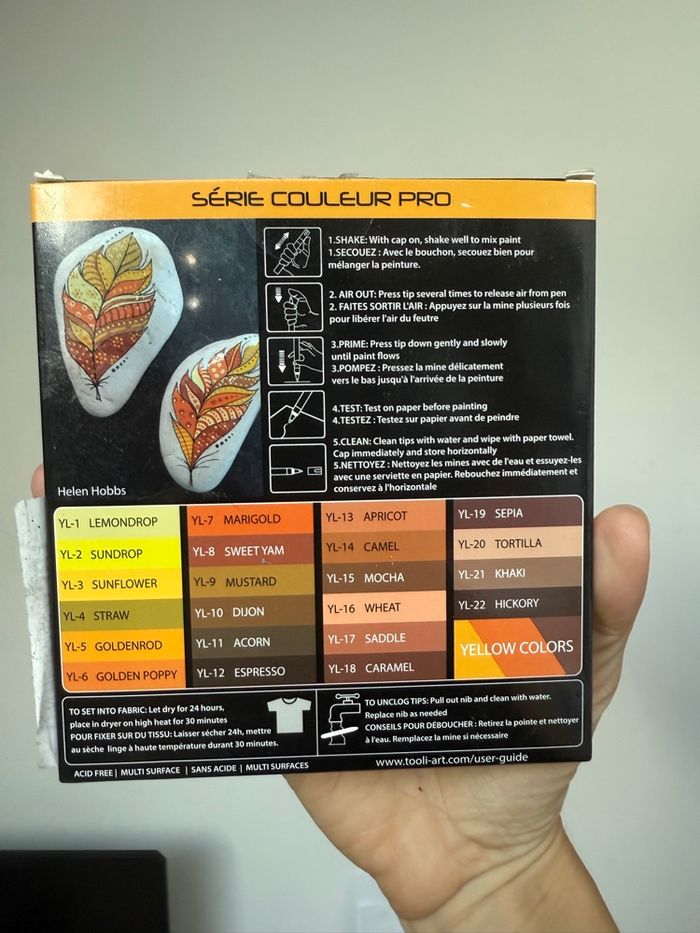 SÉRIE COULEUR PRO
1.SHAKE: With cap on, shake well to mix paint
1.SECOUEZ : Avec le bouchon, secouez bien pour
mélanger la peinture.
2. AIR OUT: Press tip several times to release air from pen
2. FAITES SORTIR L'AIR : Appuyez sur la mine plusieurs fois
pour libérer l'air du feutre
3.PRIME: Press tip down gently and slowly
until paint flows
3.POMPEZ : Pressez la mine délicatement
vers le bas jusqu'à l'arrivée de la peinture
4.TEST: Test on paper before painting
4.TESTEZ : Testez sur papier avant de peindre
5.CLEAN: Clean tips with water and wipe with paper towel.
Cap immediately and store horizontally
5.NETTOYEZ : Nettoyez les mines avec de l'eau et essuyez-les
avec une serviette en papier. Rebouchez immédiatement et
conservez à l'horizontale
Helen Hobbs
YL-1 LEMONDROP
YL-2 SUNDROP
YL-3 SUNFLOWER
YL-4 STRAW
YL-5 GOLDENROD
YL-6 GOLDEN POPPY
YL-7 MARIGOLD
YL-8 SWEET YAM
YL-9 MUSTARD
YL-10 DIJON
YL-11 ACORN
YL-12 ESPRESSO
YL-13 APRICOT
YL-14 CAMEL
YL-15 MOCHA
YL-16 WHEAT
YL-17 SADDLE
YL-18 CARAMEL
YL-19 SEPIA
YL-20 TORTILLA
YL-21 KHAKI
YL-22 HICKORY
YELLOW COLORS
TO SET INTO FABRIC: Let dry for 24 hours,
place in dryer on high heat for 30 minutes
POUR FIXER SUR DU TISSU: Laisser sécher 24h, mettre
au sèche linge à haute température durant 30 minutes.
TO UNCLOG TIPS: Pull out nib and clean with water.
Replace nib as needed
CONSEILS POUR DÉBOUCHER : Retirez la pointe et nettoyer
à l'eau. Remplacez la mine si nécessaire
ACID FREE | MULTI SURFACE | SANS ACIDE | MULTI SURFACES
www.tooli-art.com/user-guide